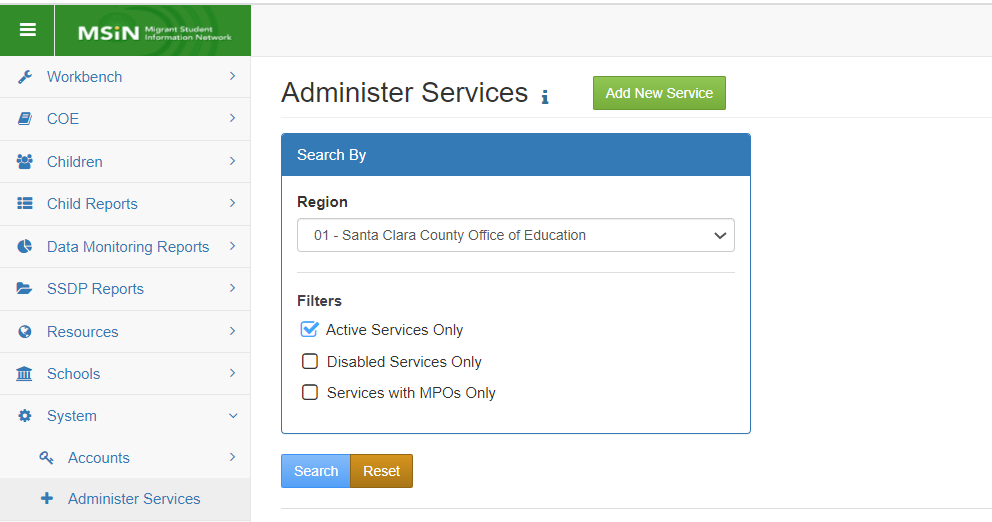 MSiN Migrant Student
Information Network
Workbench
COE
Children
Child Reports
Data Monitoring Reports
SSDP Reports
Resources
Schools
System
Accounts
Administer Services
Administer Services i
Add New Service
Search By
Region
01 - Santa Clara County Office of Education
Filters
Active Services Only
Disabled Services Only
Services with MPOs Only
Search
Reset